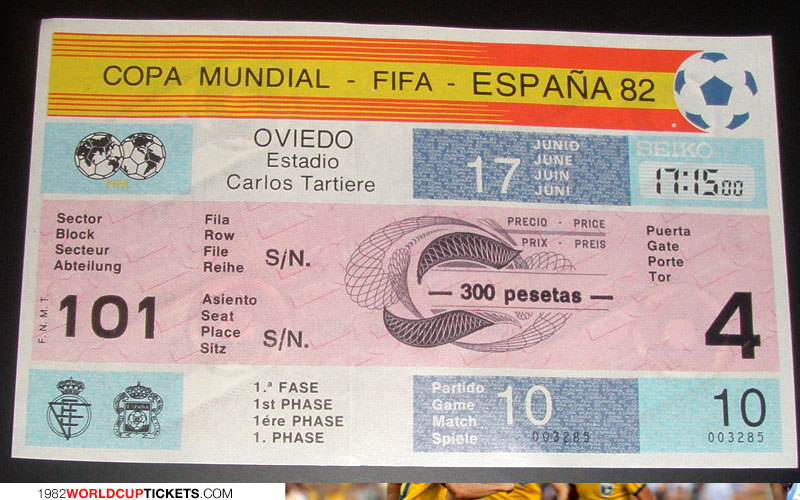 COPA MUNDIAL - FIFA - ESPAÑA 82
FIFA
OVIEDO
Estadio
Carlos Tartiere
17
JUNIO
JUNE
JUIN
JUNI
SEIKO
17:15 00
Sector
Block
Secteur
Abteilung
F.N.M.T.
101
Fila
Row
File
Reihe
S/N.
Asiento
Seat
Place
Sitz
S/N.
PRECIO · PRICE
PRIX · PREIS
— 300 pesetas —
Puerta
Gate
Porte
Tor
4
ESPAÑA
1.ª FASE
1st PHASE
1ére PHASE
1. PHASE
Partido
Game
Match
Spiele
10
003285
10
003285
1982WORLDCUPTICKETS.COM